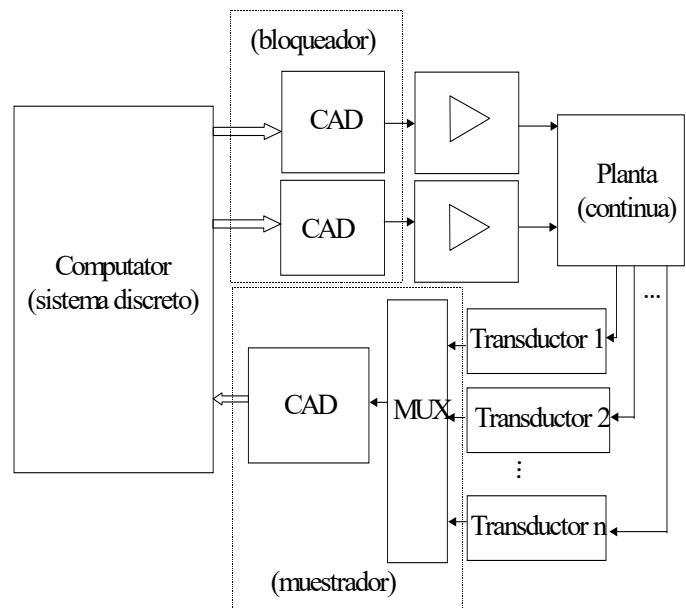 (bloqueador)
CAD
CAD
Planta
(continua)
Computator
(sistema discreto)
...
Transductor 1
CAD
MUX
Transductor 2
...
Transductor n
(muestrador)